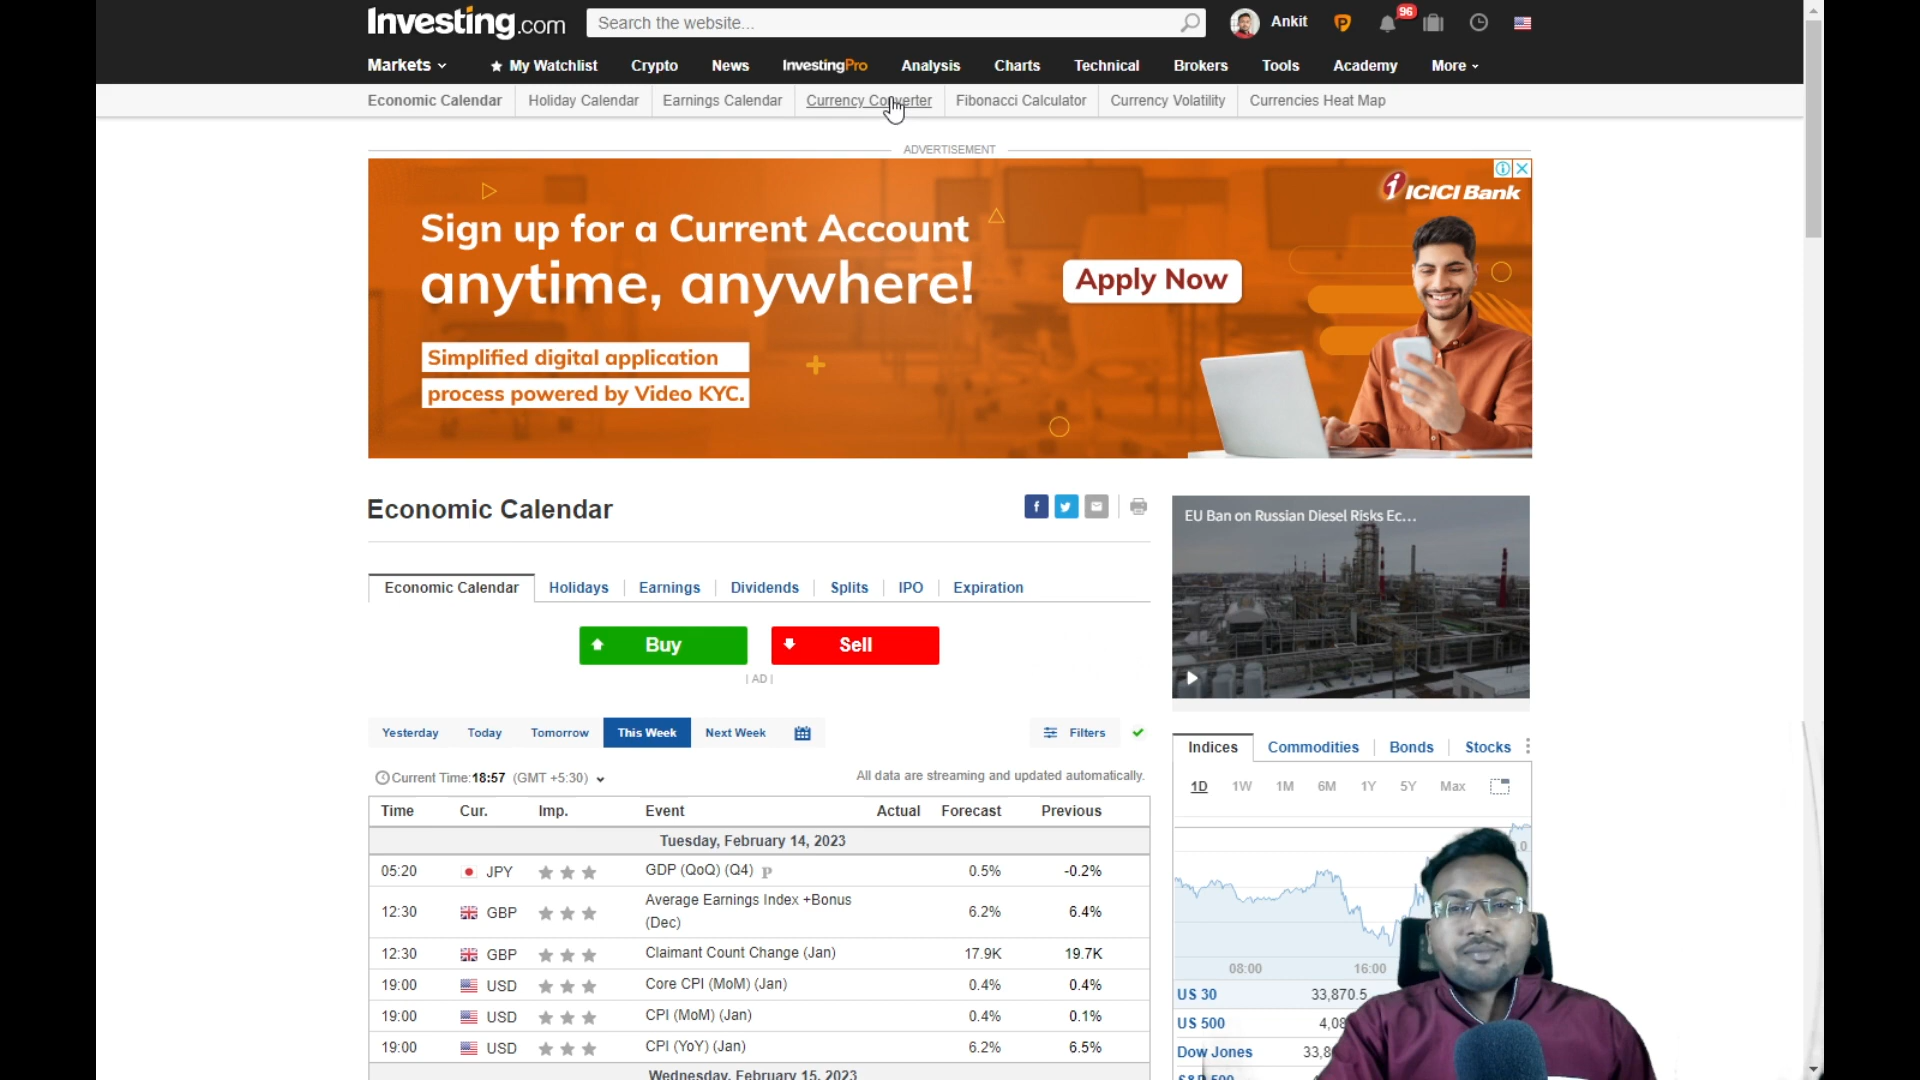 Investing.com
Search the website...
Ankit
96
Markets
My Watchlist
Crypto
News
InvestingPro
Analysis
Charts
Technical
Brokers
Tools
Academy
More
Economic Calendar
Holiday Calendar
Earnings Calendar
Currency Converter
Fibonacci Calculator
Currency Volatility
Currencies Heat Map
ADVERTISEMENT
ICICI Bank
Sign up for a Current Account
anytime, anywhere!
Apply Now
Simplified digital application
process powered by Video KYC.
Economic Calendar
EU Ban on Russian Diesel Risks Ec...
Economic Calendar
Holidays
Earnings
Dividends
Splits
IPO
Expiration
Buy
Sell
| AD |
Yesterday
Today
Tomorrow
This Week
Next Week
Filters
Indices
Commodities
Bonds
Stocks
Current Time:18:57 (GMT +5:30)
All data are streaming and updated automatically.
1D
1W
1M
6M
1Y
5Y
Max
Time Cur. Imp. Event Actual Forecast Previous
Tuesday, February 14, 2023
05:20 JPY GDP (QoQ) (Q4) P 0.5% -0.2%
12:30 GBP Average Earnings Index +Bonus
(Dec) 6.2% 6.4%
12:30 GBP Claimant Count Change (Jan) 17.9K 19.7K
19:00 USD Core CPI (MoM) (Jan) 0.4% 0.4%
19:00 USD CPI (MoM) (Jan) 0.4% 0.1%
19:00 USD CPI (YoY) (Jan) 6.2% 6.5%
Wednesday, February 15, 2023
08:00
16:00
US 30 33,870.5
US 500 4,08
Dow Jones 33,8
S&P 500